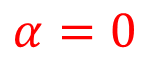 α = 0